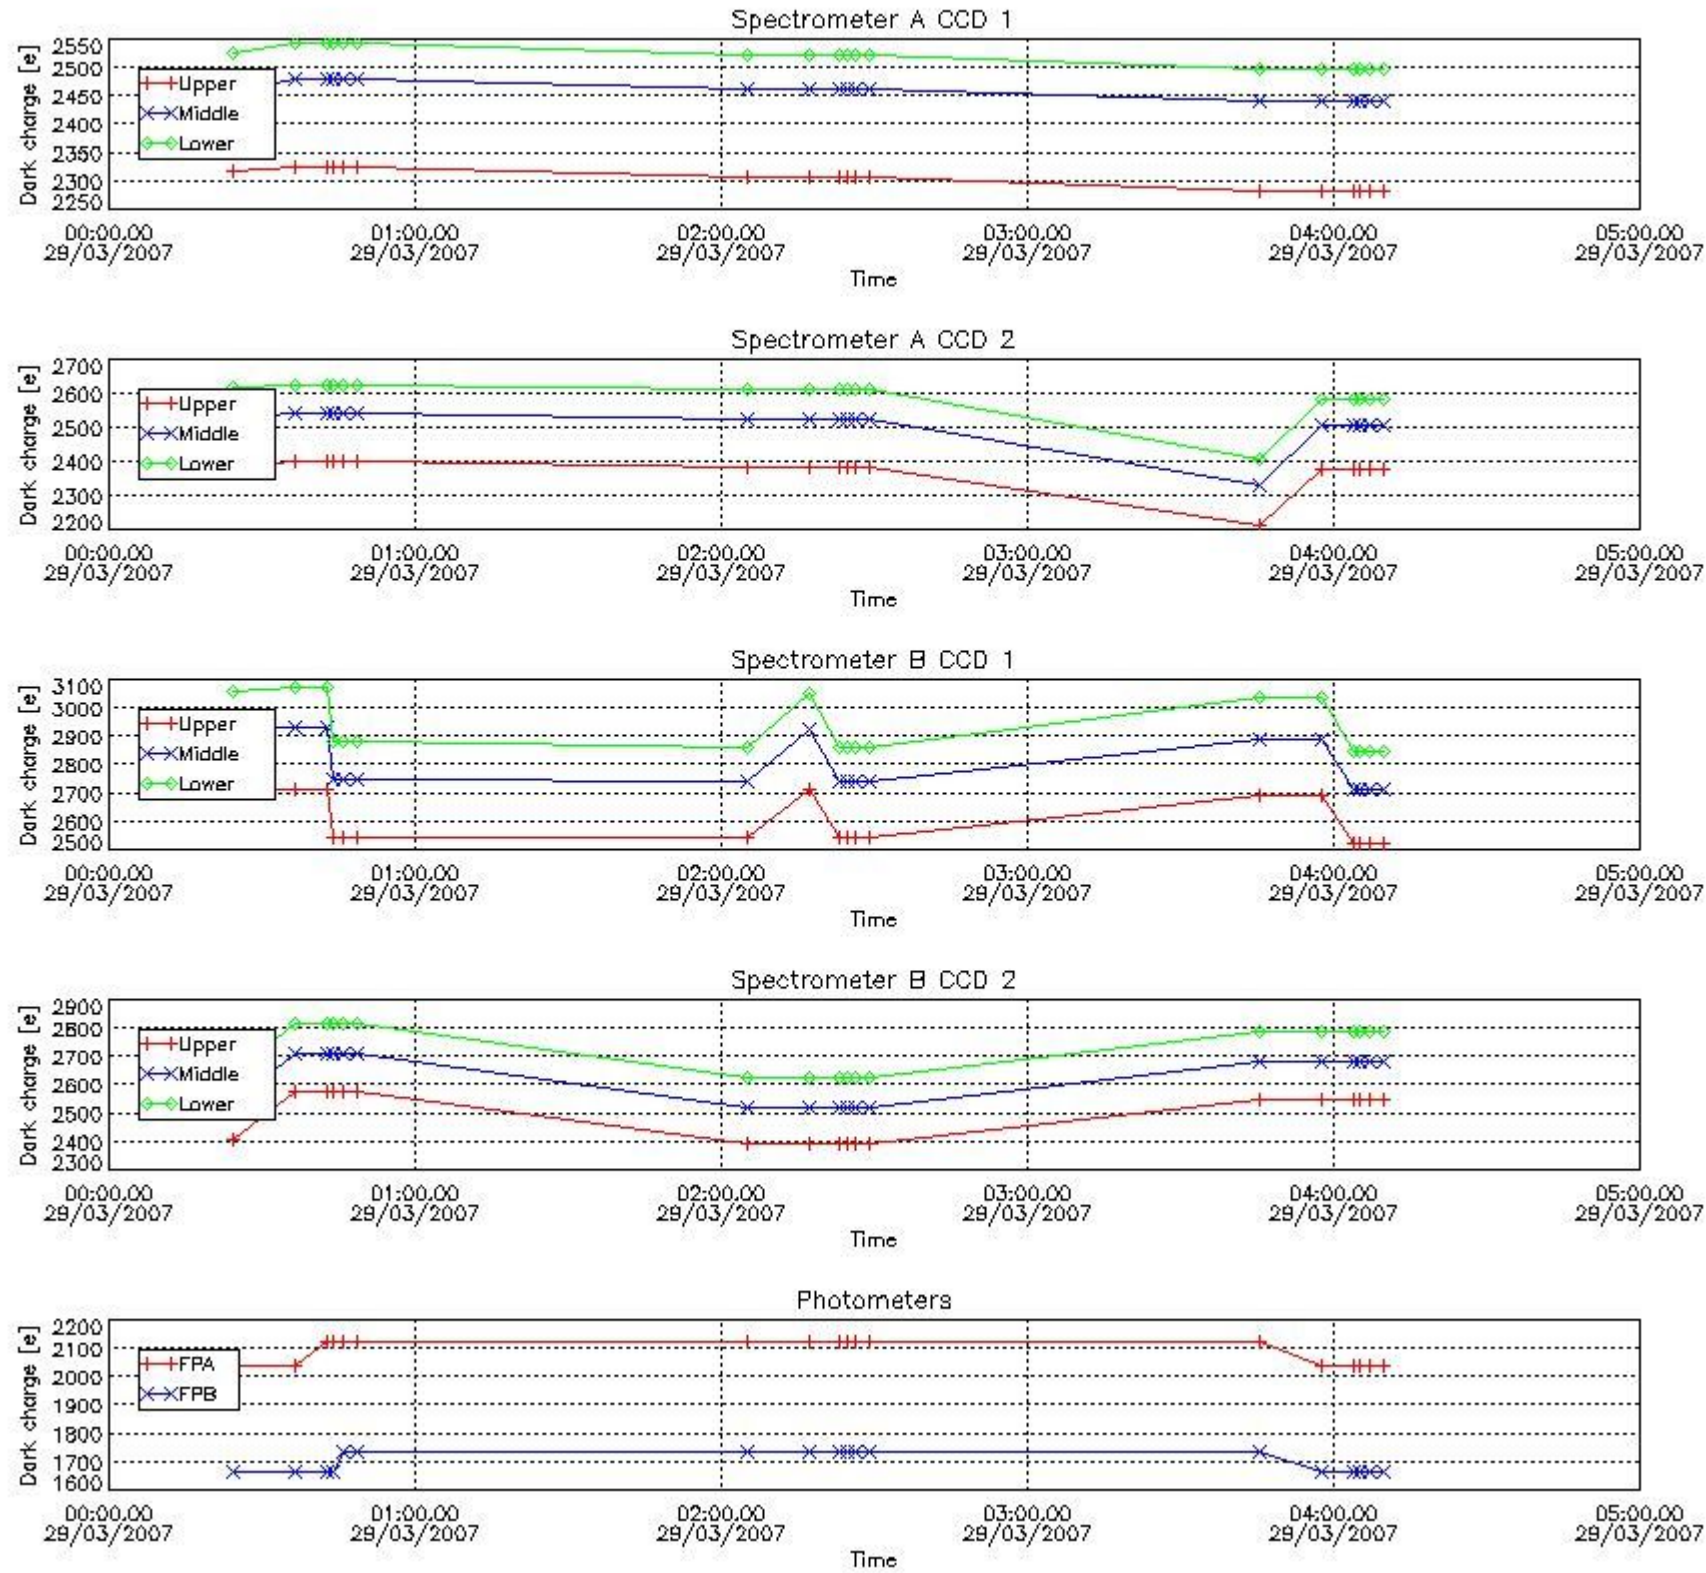 Spectrometer A CCD 1
Dark charge [e]
2550
2500
2450
2400
2350
2300
2250
Upper
Middle
Lower
00:00.00 01:00.00 02:00.00 03:00.00 04:00.00 05:00.00
29/03/2007 29/03/2007 29/03/2007 29/03/2007 29/03/2007 29/03/2007
Time
Spectrometer A CCD 2
Dark charge [e]
2700
2600
2500
2400
2300
2200
Upper
Middle
Lower
00:00.00 01:00.00 02:00.00 03:00.00 04:00.00 05:00.00
29/03/2007 29/03/2007 29/03/2007 29/03/2007 29/03/2007 29/03/2007
Time
Spectrometer B CCD 1
Dark charge [e]
3100
3000
2900
2800
2700
2600
2500
Upper
Middle
Lower
00:00.00 01:00.00 02:00.00 03:00.00 04:00.00 05:00.00
29/03/2007 29/03/2007 29/03/2007 29/03/2007 29/03/2007 29/03/2007
Time
Spectrometer B CCD 2
Dark charge [e]
2900
2800
2700
2600
2500
2400
2300
Upper
Middle
Lower
00:00.00 01:00.00 02:00.00 03:00.00 04:00.00 05:00.00
29/03/2007 29/03/2007 29/03/2007 29/03/2007 29/03/2007 29/03/2007
Time
Photometers
Dark charge [e]
2200
2100
2000
1900
1800
1700
1600
FPA
FPB
00:00.00 01:00.00 02:00.00 03:00.00 04:00.00 05:00.00
29/03/2007 29/03/2007 29/03/2007 29/03/2007 29/03/2007 29/03/2007
Time